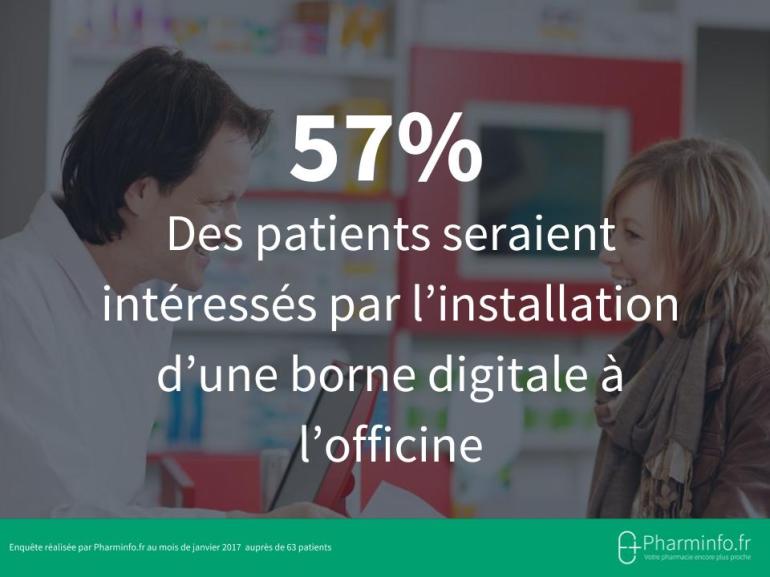 57%
Des patients seraient
intéressés par l’installation
d’une borne digitale à
l’officine
Enquête réalisée par Pharminfo.fr au mois de janvier 2017 auprès de 63 patients
Pharminfo.fr
Votre pharmacie encore plus proche